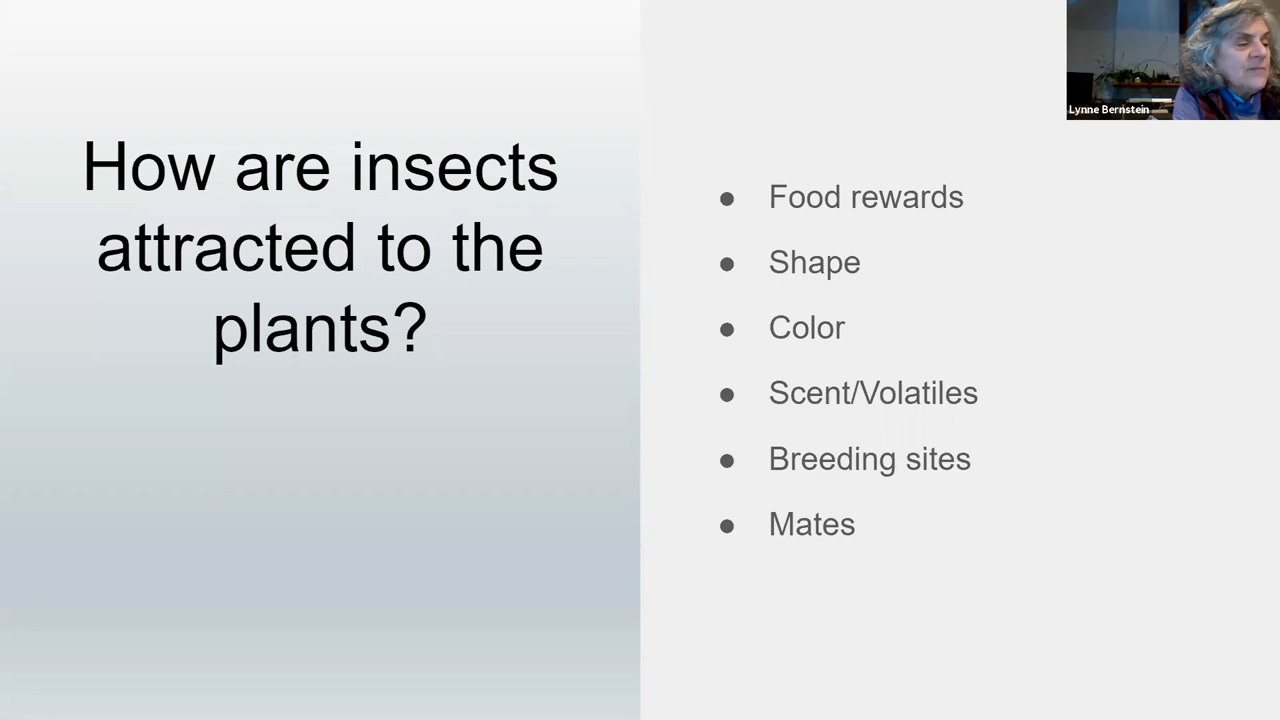 How are insects
attracted to the
plants?
● Food rewards
● Shape
● Color
● Scent/Volatiles
● Breeding sites
● Mates
Lynne Bernstein